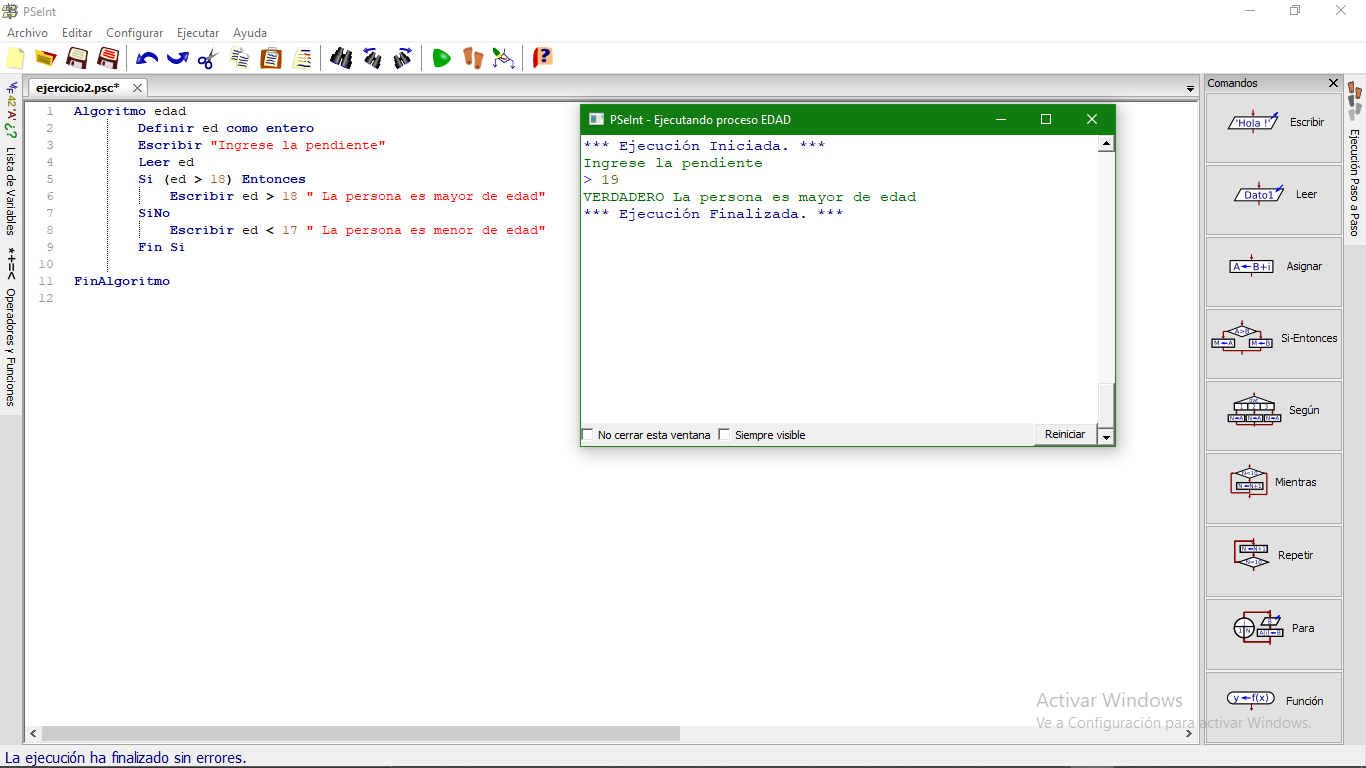 PSeInt
Archivo Editar Configurar Ejecutar Ayuda
ejercicio2.psc*
1 Algoritmo edad
2 Definir ed como entero
3 Escribir "Ingrese la pendiente"
4 Leer ed
5 Si (ed > 18) Entonces
6 Escribir ed > 18 " La persona es mayor de edad"
7 SiNo
8 Escribir ed < 17 " La persona es menor de edad"
9 Fin Si
10
11 FinAlgoritmo
12
PSeInt - Ejecutando proceso EDAD
*** Ejecución Iniciada. ***
Ingrese la pendiente
> 19
VERDADERO La persona es mayor de edad
*** Ejecución Finalizada. ***
No cerrar esta ventana Siempre visible Reiniciar
Lista de Variables
*+=< Operadores y Funciones
Comandos
'Hola !' Escribir
Dato1 Leer
A←B+i Asignar
Si-Entonces
Según
Mientras
Repetir
Para
y←f(x) Función
Ejecución Paso a Paso
Activar Windows
Ve a Configuración para activar Windows.
La ejecución ha finalizado sin errores.